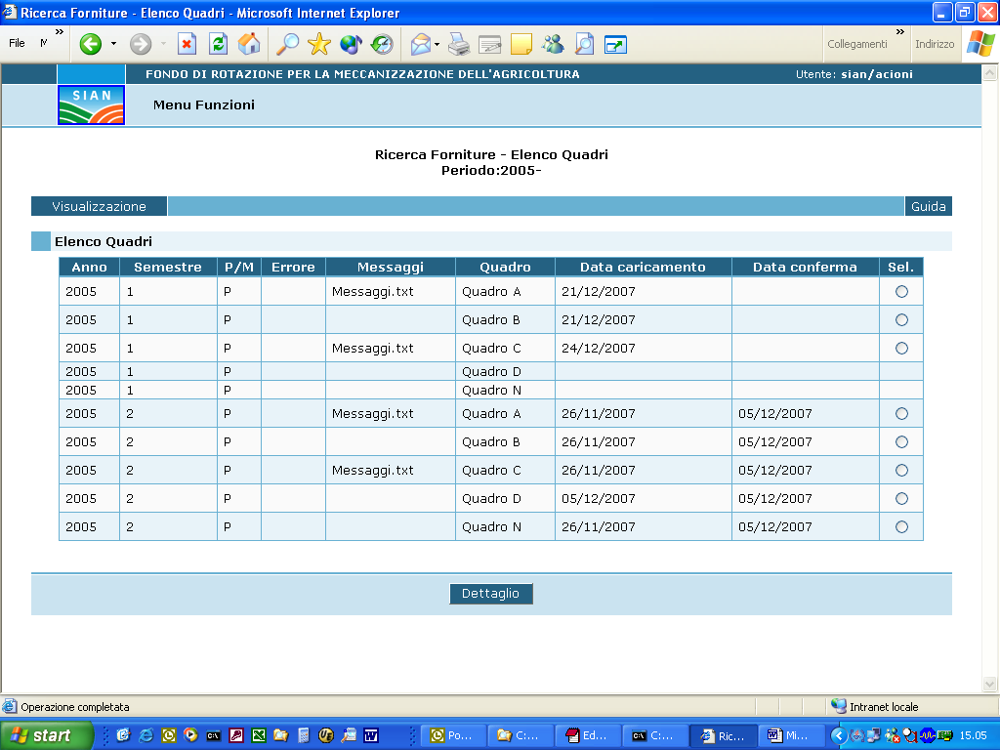 Ricerca Forniture - Elenco Quadri - Microsoft Internet Explorer
File M » Collegamenti » Indirizzo
FONDO DI ROTAZIONE PER LA MECCANIZZAZIONE DELL'AGRICOLTURA Utente: sian/acioni
SIAN Menu Funzioni
Ricerca Forniture - Elenco Quadri
Periodo:2005-
Visualizzazione Guida
Elenco Quadri
Anno Semestre P/M Errore Messaggi Quadro Data caricamento Data conferma Sel.
2005 1 P Messaggi.txt Quadro A 21/12/2007
2005 1 P Quadro B 21/12/2007
2005 1 P Messaggi.txt Quadro C 24/12/2007
2005 1 P Quadro D
2005 1 P Quadro N
2005 2 P Messaggi.txt Quadro A 26/11/2007 05/12/2007
2005 2 P Quadro B 26/11/2007 05/12/2007
2005 2 P Messaggi.txt Quadro C 26/11/2007 05/12/2007
2005 2 P Quadro D 05/12/2007 05/12/2007
2005 2 P Quadro N 26/11/2007 05/12/2007
Dettaglio
Operazione completata Intranet locale
start Po... C:... Ed... C:... Ric... Mi... 15.05